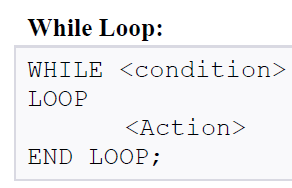 While Loop:
WHILE <condition>
LOOP
<Action>
END LOOP;